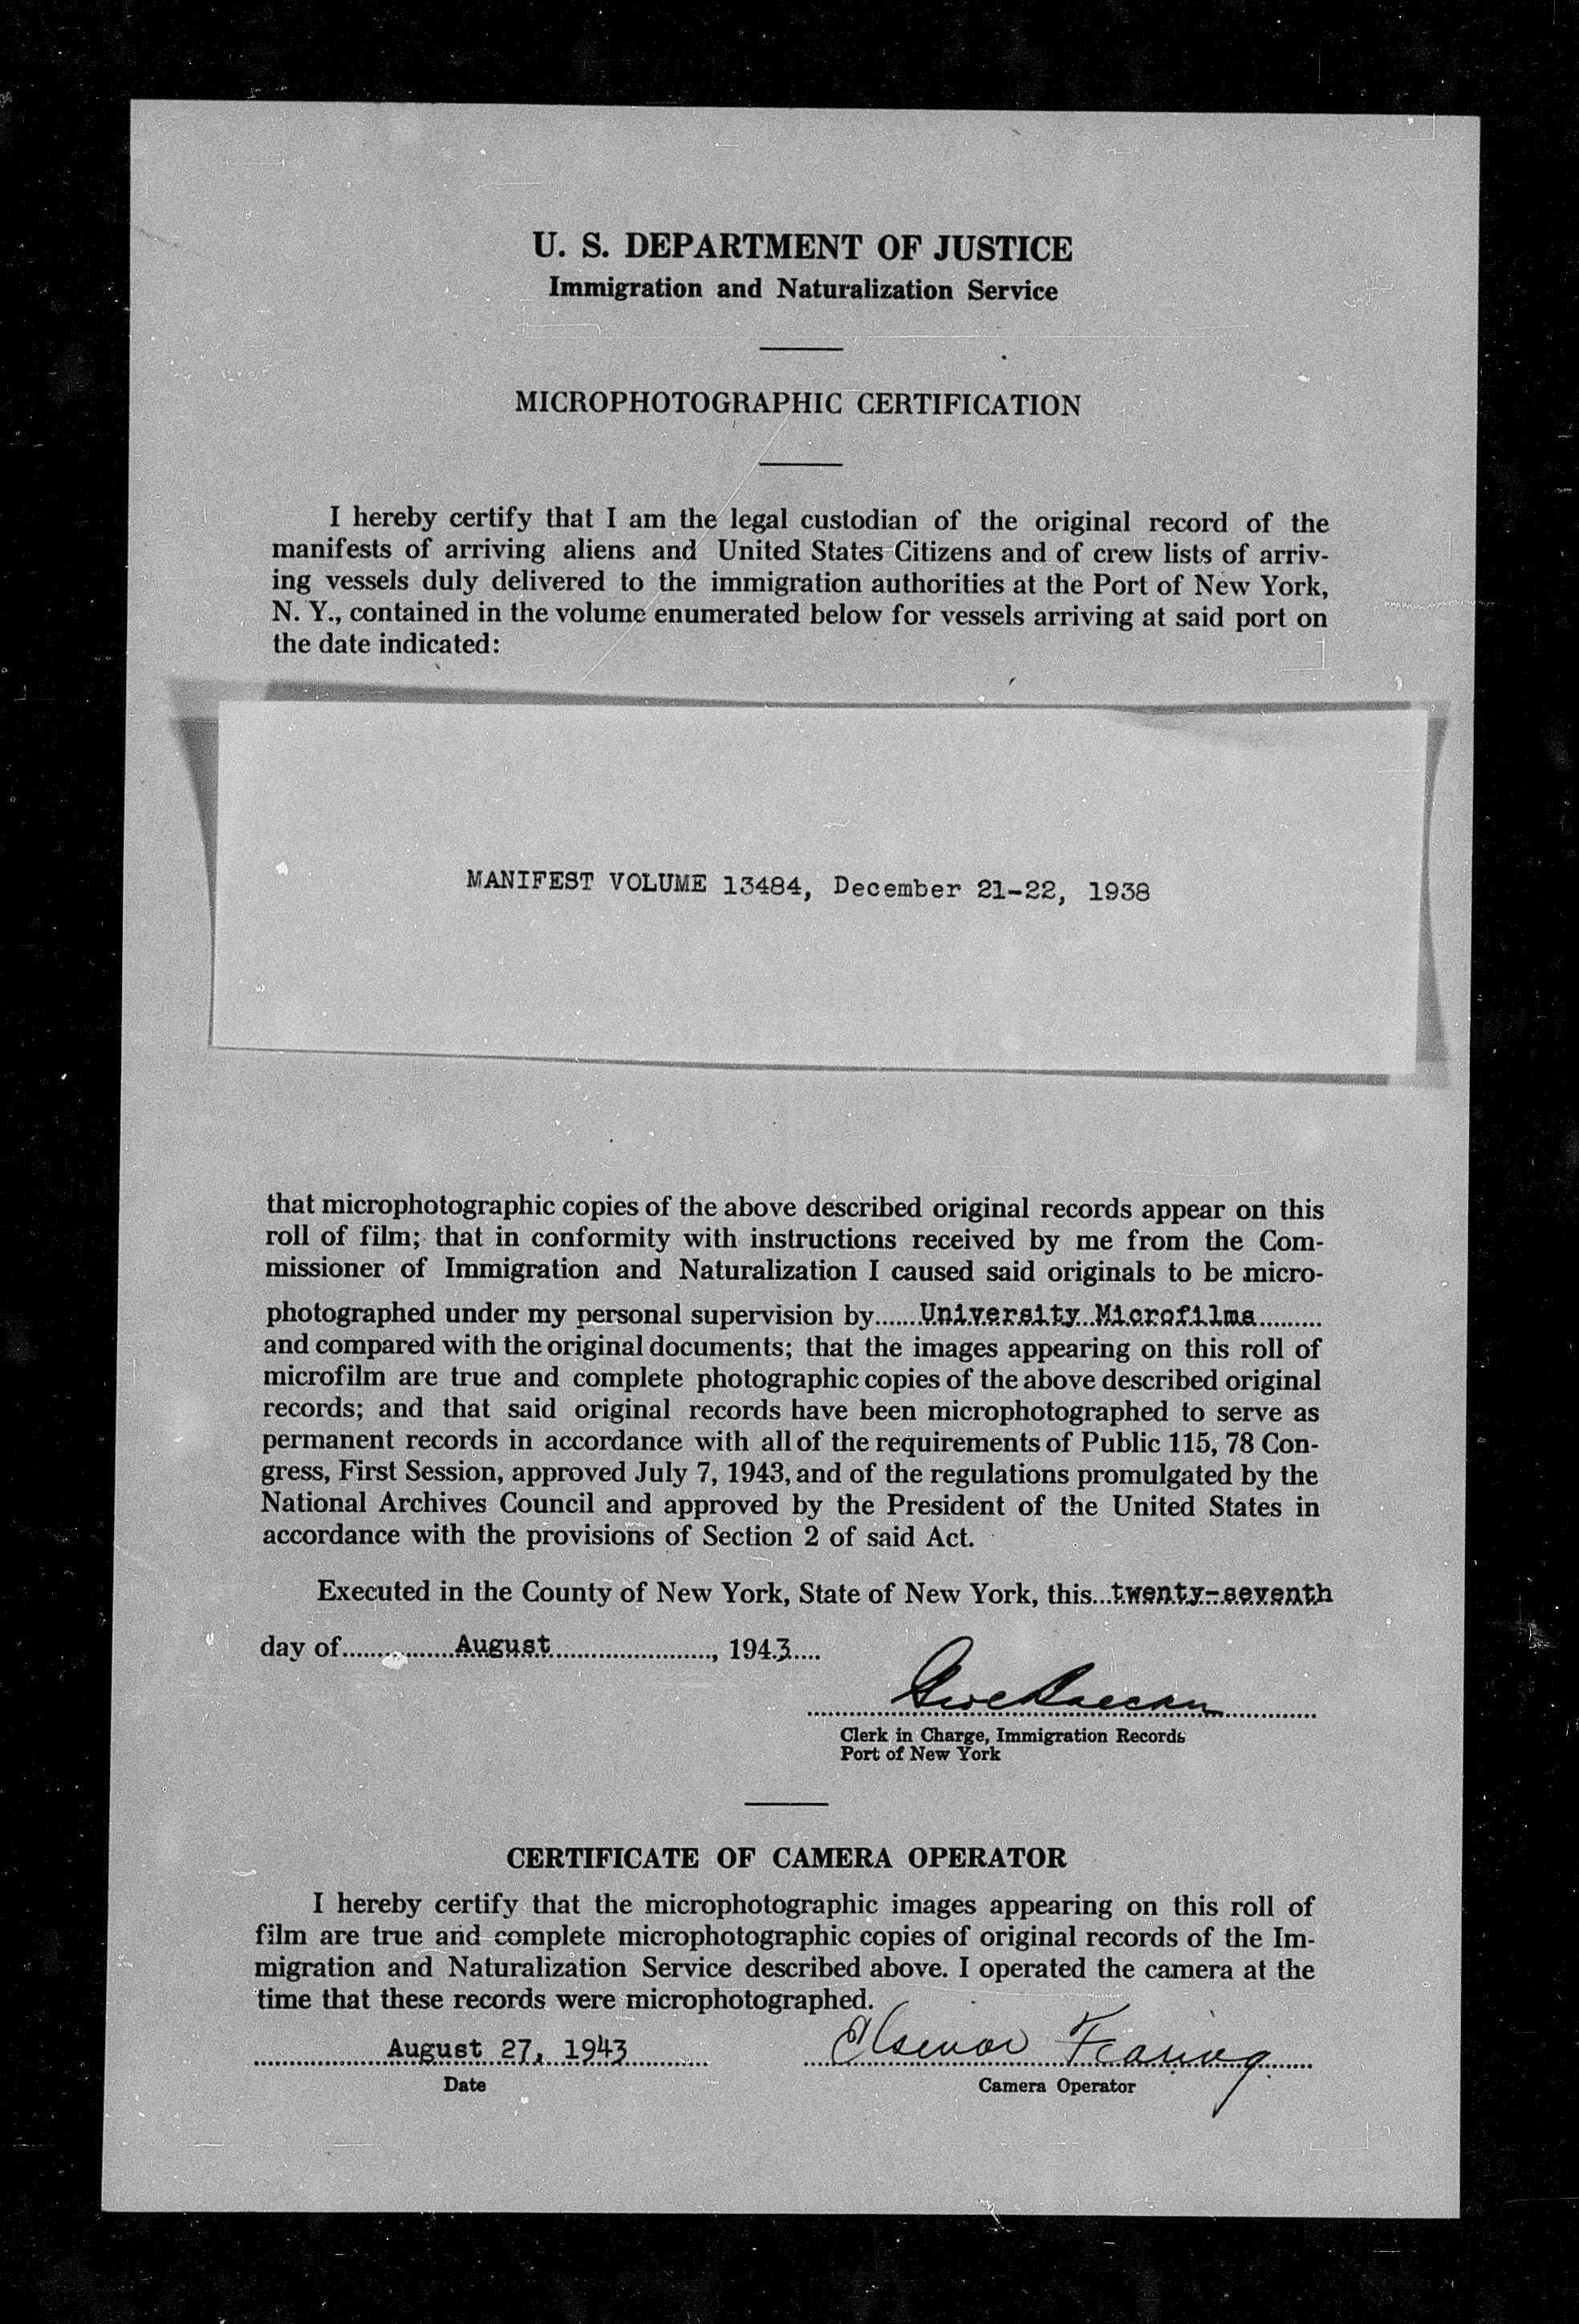 U. S. DEPARTMENT OF JUSTICE
Immigration and Naturalization Service
MICROPHOTOGRAPHIC CERTIFICATION
I hereby certify that I am the legal custodian of the original record of the
manifests of arriving aliens and United States Citizens and of crew lists of arriv-
ing vessels duly delivered to the immigration authorities at the Port of New York,
N. Y., contained in the volume enumerated below for vessels arriving at said port on
the date indicated:
MANIFEST VOLUME 13484, December 21-22, 1938
that microphotographic copies of the above described original records appear on this
roll of film; that in conformity with instructions received by me from the Com-
missioner of Immigration and Naturalization I caused said originals to be micro-
photographed under my personal supervision by......University Microfilms..........
and compared with the original documents; that the images appearing on this roll of
microfilm are true and complete photographic copies of the above described original
records; and that said original records have been microphotographed to serve as
permanent records in accordance with all of the requirements of Public 115, 78 Con-
gress, First Session, approved July 7, 1943, and of the regulations promulgated by the
National Archives Council and approved by the President of the United States in
accordance with the provisions of Section 2 of said Act.
Executed in the County of New York, State of New York, this...twenty-seventh
day of................August........................, 1943.....
Clerk in Charge, Immigration Records
Port of New York
CERTIFICATE OF CAMERA OPERATOR
I hereby certify that the microphotographic images appearing on this roll of
film are true and complete microphotographic copies of original records of the Im-
migration and Naturalization Service described above. I operated the camera at the
time that these records were microphotographed.
August 27, 1943
Date
Camera Operator